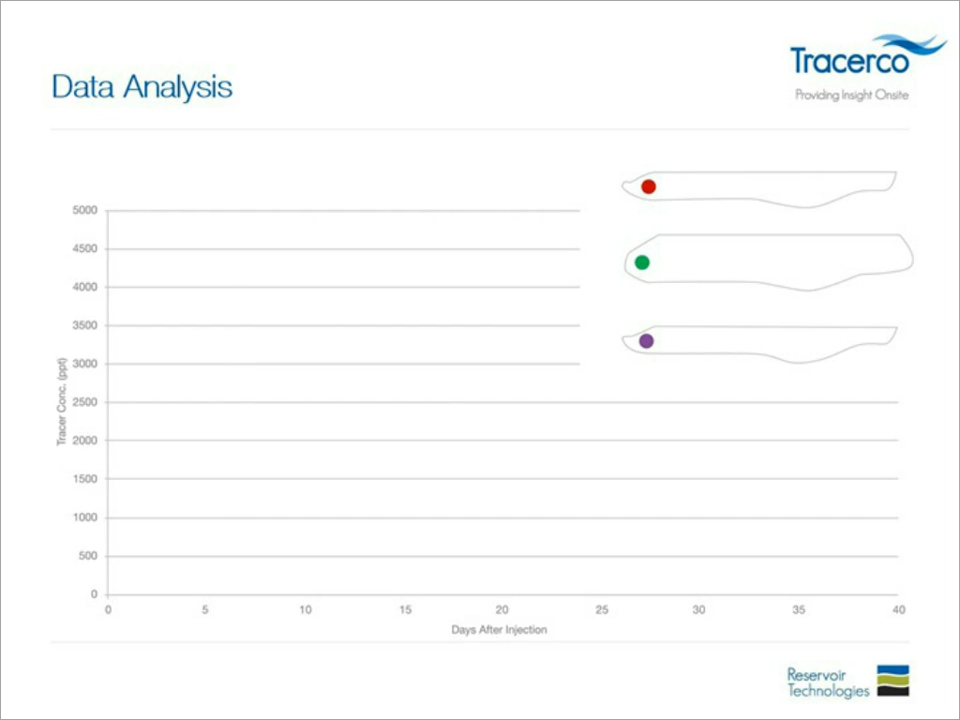 Tracerco
Providing Insight Onsite
Data Analysis
5000
4500
4000
3500
3000
2500
2000
1500
1000
500
0
Tracer Conc. (ppt)
0 5 10 15 20 25 30 35 40
Days After Injection
Reservoir
Technologies